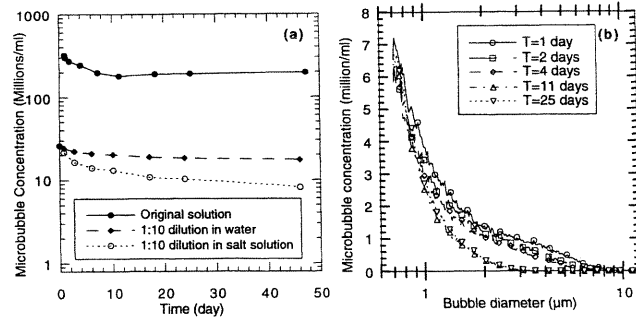 (a)
Microbubble Concentration (Millions/ml)
1000
100
10
1
Original solution
1:10 dilution in water
1:10 dilution in salt solution
0 10 20 30 40 50
Time (day)
(b)
Microbubble concentration (million/ml)
8
7
6
5
4
3
2
1
0
T=1 day
T=2 days
T=4 days
T=11 days
T=25 days
1 10
Bubble diameter (µm)